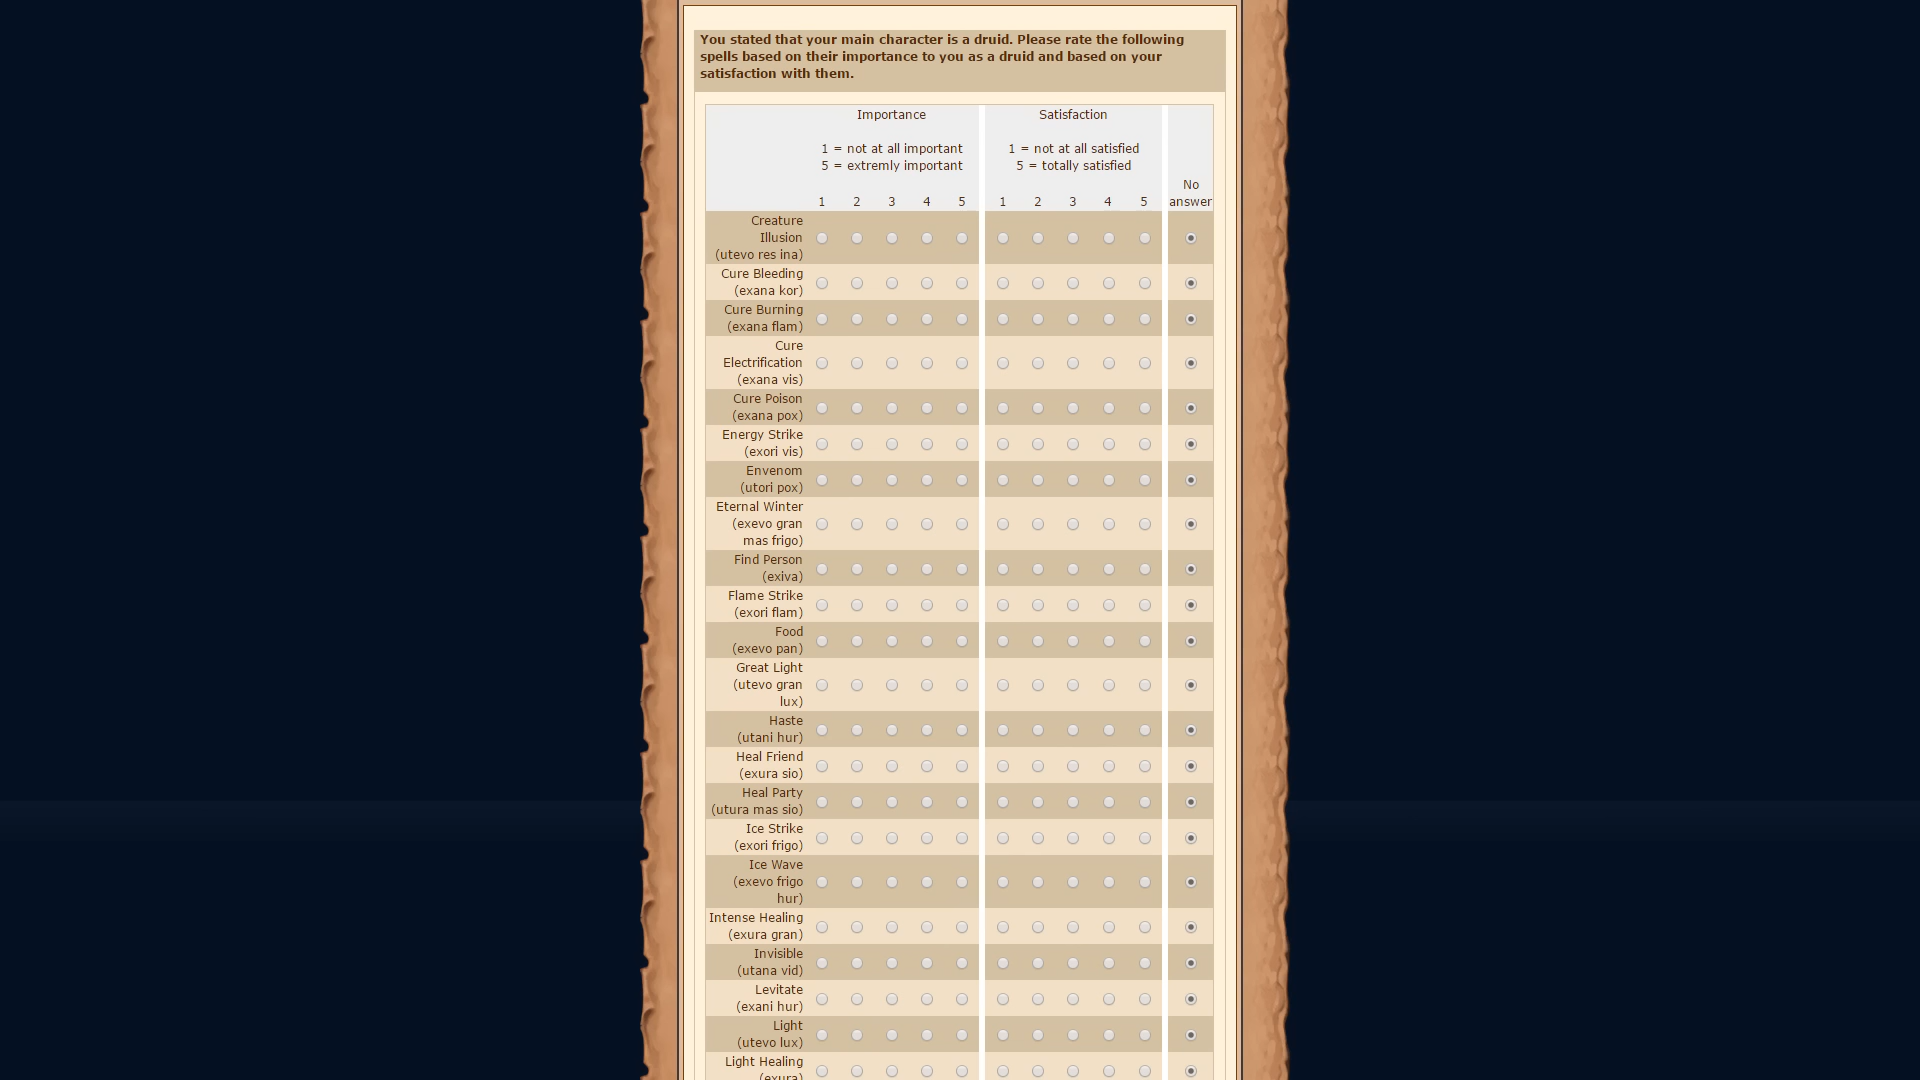 You stated that your main character is a druid. Please rate the following
spells based on their importance to you as a druid and based on your
satisfaction with them.
Importance
Satisfaction
1 = not at all important
5 = extremly important
1 = not at all satisfied
5 = totally satisfied
No
answer
1 2 3 4 5 1 2 3 4 5
Creature
Illusion
(utevo res ina)
Cure Bleeding
(exana kor)
Cure Burning
(exana flam)
Cure
Electrification
(exana vis)
Cure Poison
(exana pox)
Energy Strike
(exori vis)
Envenom
(utori pox)
Eternal Winter
(exevo gran
mas frigo)
Find Person
(exiva)
Flame Strike
(exori flam)
Food
(exevo pan)
Great Light
(utevo gran
lux)
Haste
(utani hur)
Heal Friend
(exura sio)
Heal Party
(utura mas sio)
Ice Strike
(exori frigo)
Ice Wave
(exevo frigo
hur)
Intense Healing
(exura gran)
Invisible
(utana vid)
Levitate
(exani hur)
Light
(utevo lux)
Light Healing
(exura)